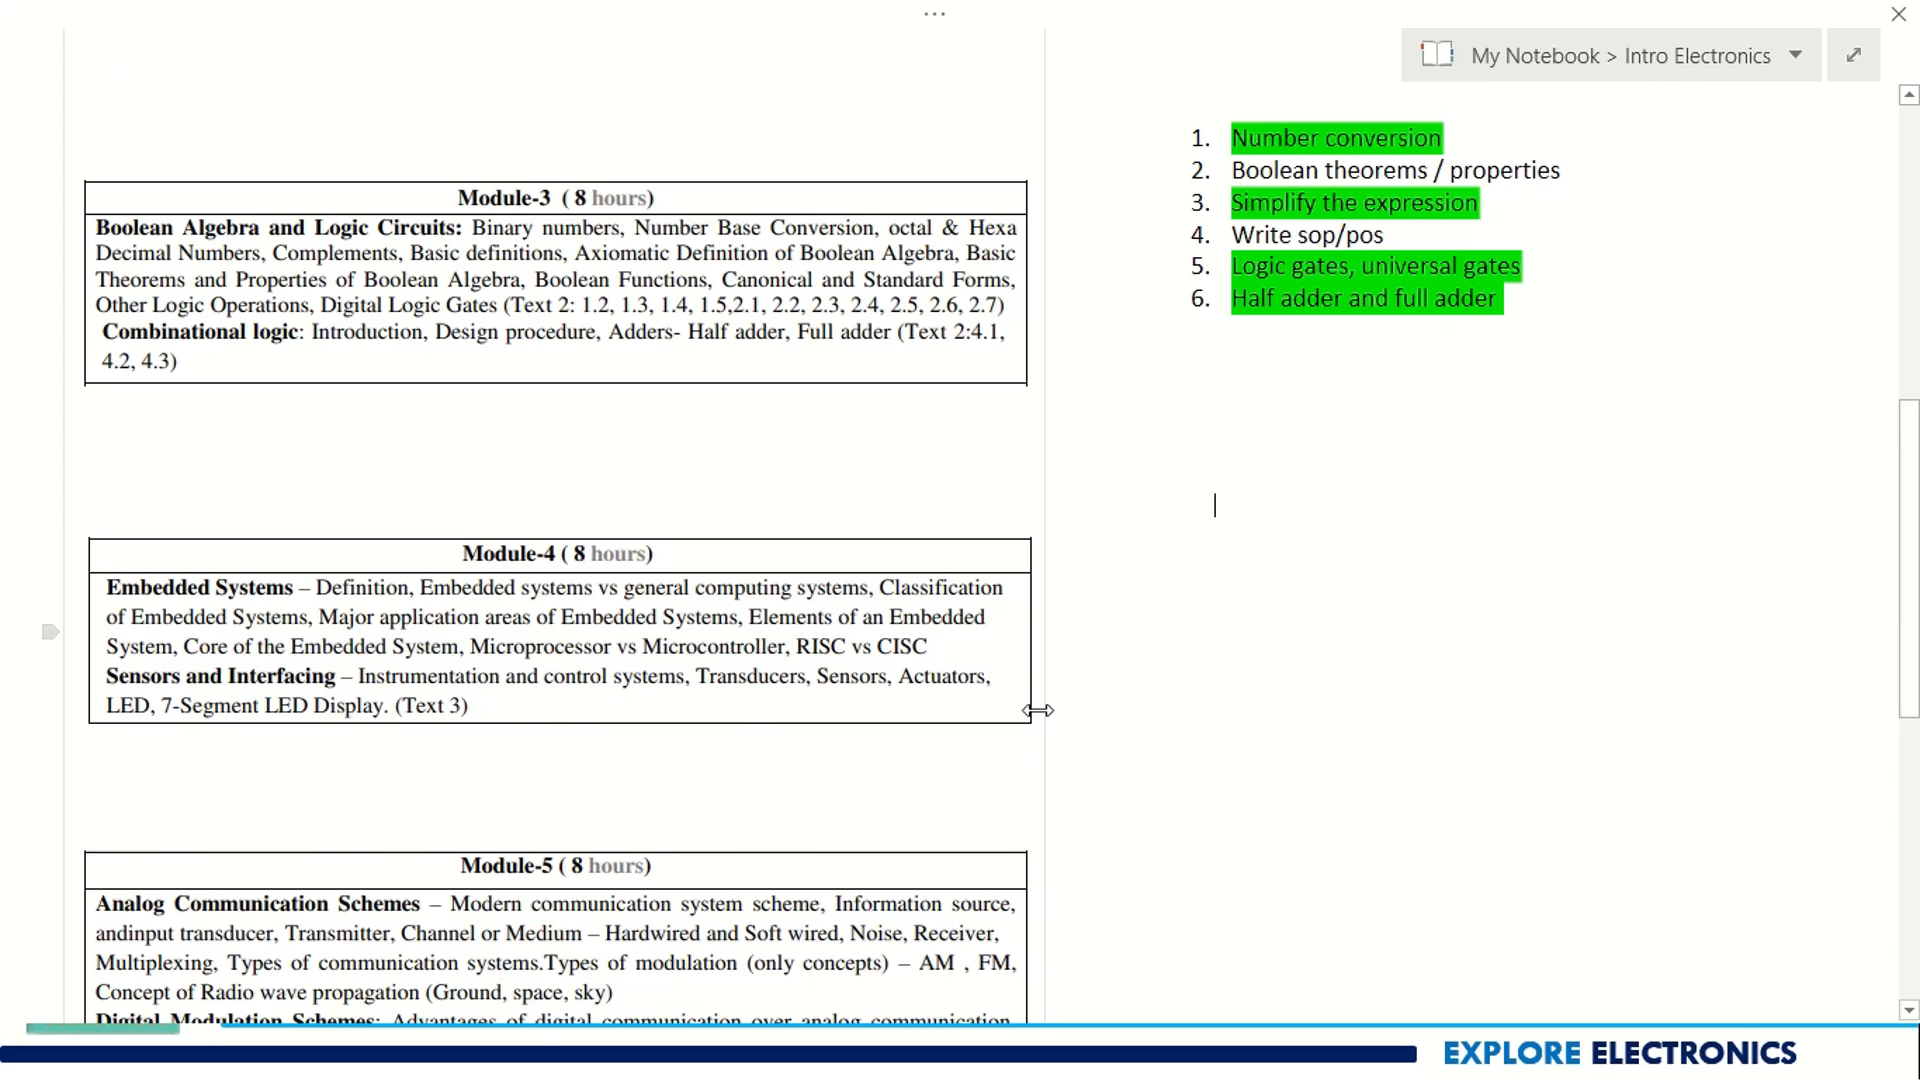 My Notebook > Intro Electronics
Module-3 ( 8 hours)
Boolean Algebra and Logic Circuits: Binary numbers, Number Base Conversion, octal & Hexa
Decimal Numbers, Complements, Basic definitions, Axiomatic Definition of Boolean Algebra, Basic
Theorems and Properties of Boolean Algebra, Boolean Functions, Canonical and Standard Forms,
Other Logic Operations, Digital Logic Gates (Text 2: 1.2, 1.3, 1.4, 1.5,2.1, 2.2, 2.3, 2.4, 2.5, 2.6, 2.7)
Combinational logic: Introduction, Design procedure, Adders- Half adder, Full adder (Text 2:4.1,
4.2, 4.3)
1. Number conversion
2. Boolean theorems / properties
3. Simplify the expression
4. Write sop/pos
5. Logic gates, universal gates
6. Half adder and full adder
Module-4 ( 8 hours)
Embedded Systems – Definition, Embedded systems vs general computing systems, Classification
of Embedded Systems, Major application areas of Embedded Systems, Elements of an Embedded
System, Core of the Embedded System, Microprocessor vs Microcontroller, RISC vs CISC
Sensors and Interfacing – Instrumentation and control systems, Transducers, Sensors, Actuators,
LED, 7-Segment LED Display. (Text 3)
Module-5 ( 8 hours)
Analog Communication Schemes – Modern communication system scheme, Information source,
andinput transducer, Transmitter, Channel or Medium – Hardwired and Soft wired, Noise, Receiver,
Multiplexing, Types of communication systems.Types of modulation (only concepts) – AM , FM,
Concept of Radio wave propagation (Ground, space, sky)
Digital Modulation Schemes: Advantages of digital communication over analog communication,
EXPLORE ELECTRONICS